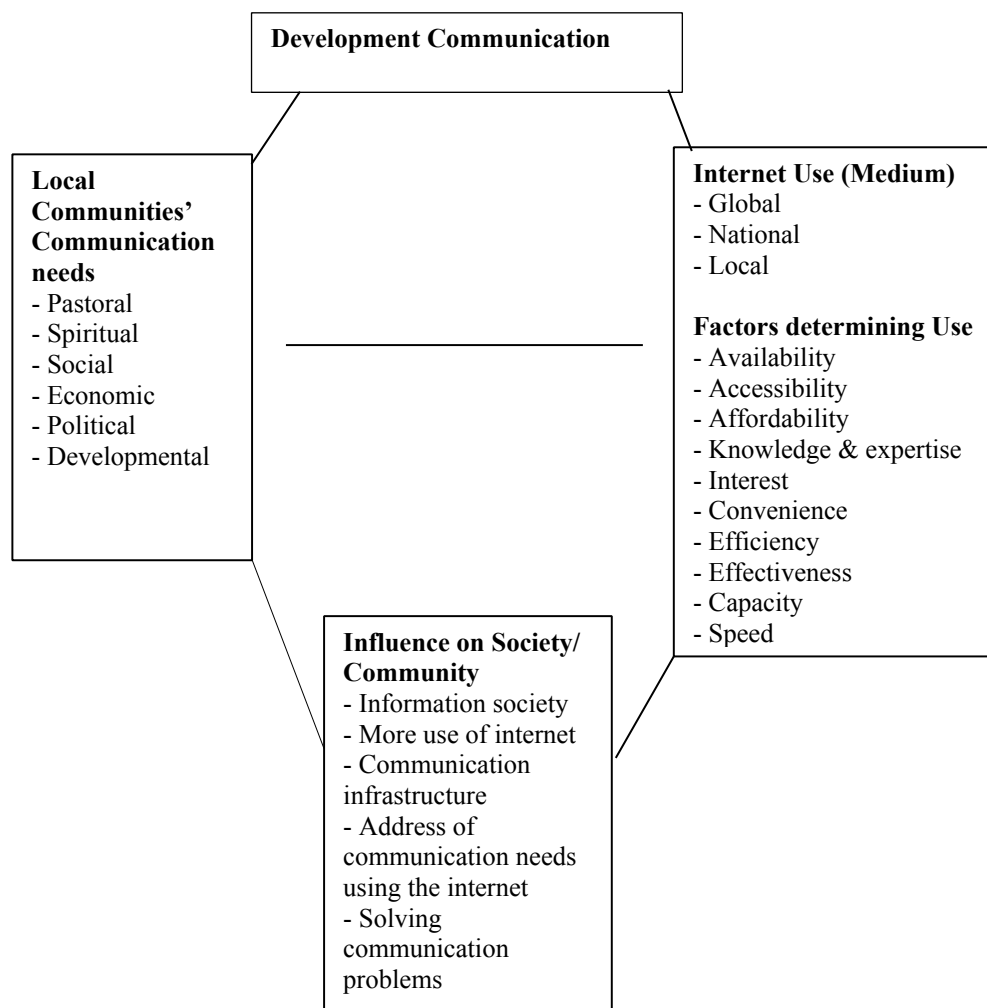 Development Communication
Local
Communities’
Communication
needs
- Pastoral
- Spiritual
- Social
- Economic
- Political
- Developmental
Internet Use (Medium)
- Global
- National
- Local
Factors determining Use
- Availability
- Accessibility
- Affordability
- Knowledge & expertise
- Interest
- Convenience
- Efficiency
- Effectiveness
- Capacity
- Speed
Influence on Society/
Community
- Information society
- More use of internet
- Communication
infrastructure
- Address of
communication needs
using the internet
- Solving
communication
problems